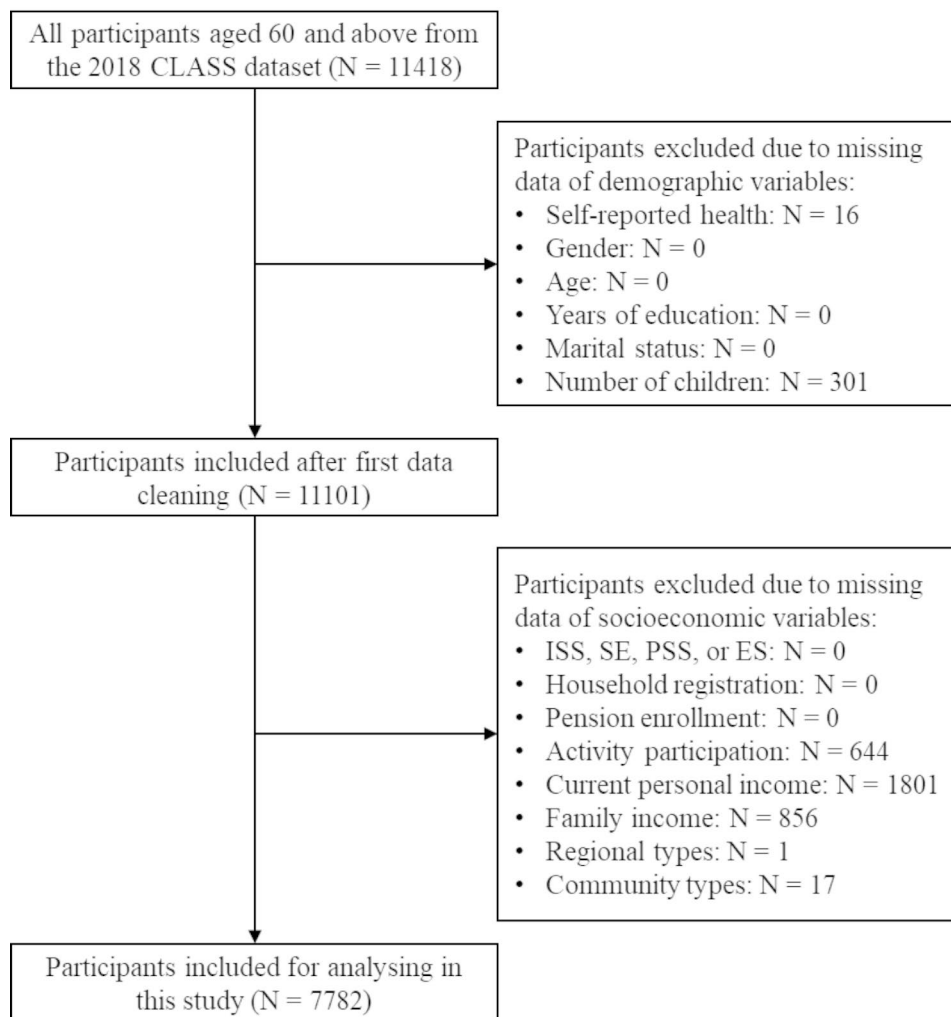 All participants aged 60 and above from
the 2018 CLASS dataset (N = 11418)
Participants excluded due to missing
data of demographic variables:
• Self-reported health: N = 16
• Gender: N = 0
• Age: N = 0
• Years of education: N = 0
• Marital status: N = 0
• Number of children: N = 301
Participants included after first data
cleaning (N = 11101)
Participants excluded due to missing
data of socioeconomic variables:
• ISS, SE, PSS, or ES: N = 0
• Household registration: N = 0
• Pension enrollment: N = 0
• Activity participation: N = 644
• Current personal income: N = 1801
• Family income: N = 856
• Regional types: N = 1
• Community types: N = 17
Participants included for analysing in
this study (N = 7782)